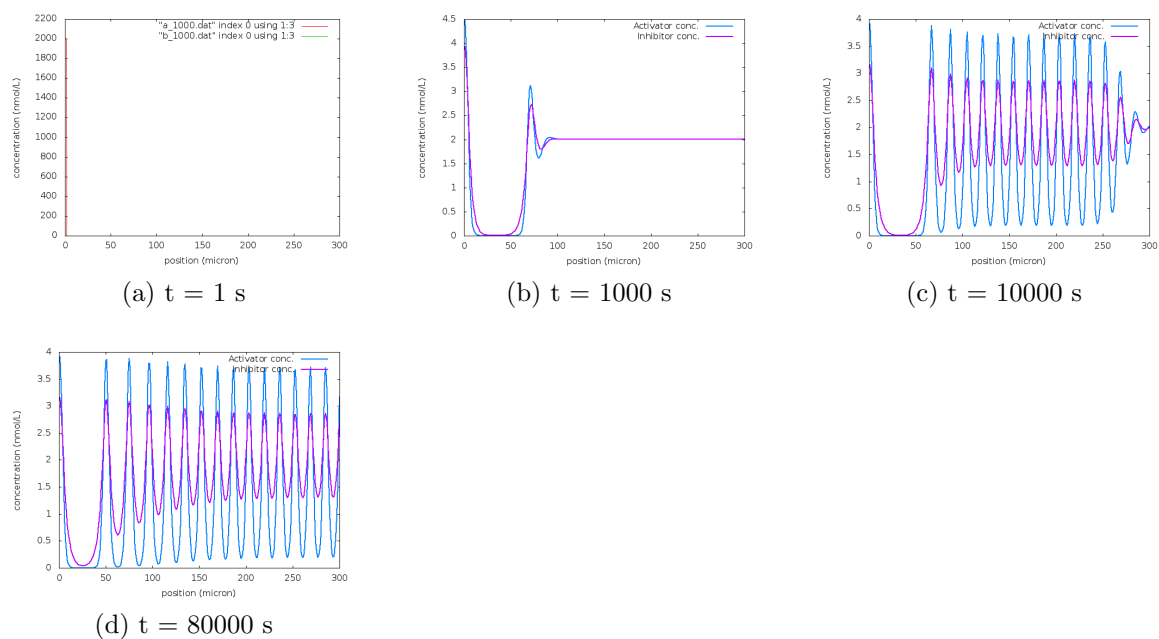 "a_1000.dat" index 0 using 1:3
"b_1000.dat" index 0 using 1:3
concentration (nmol/L)
2200
2000
1800
1600
1400
1200
1000
800
600
400
200
0
0 50 100 150 200 250 300
position (micron)
(a) t = 1 s
Activator conc.
Inhibitor conc.
concentration (nmol/L)
4.5
4
3.5
3
2.5
2
1.5
1
0.5
0
0 50 100 150 200 250 300
position (micron)
(b) t = 1000 s
Activator conc.
Inhibitor conc.
concentration (nmol/L)
4
3.5
3
2.5
2
1.5
1
0.5
0
0 50 100 150 200 250 300
position (micron)
(c) t = 10000 s
Activator conc.
Inhibitor conc.
concentration (nmol/L)
4
3.5
3
2.5
2
1.5
1
0.5
0
0 50 100 150 200 250 300
position (micron)
(d) t = 80000 s